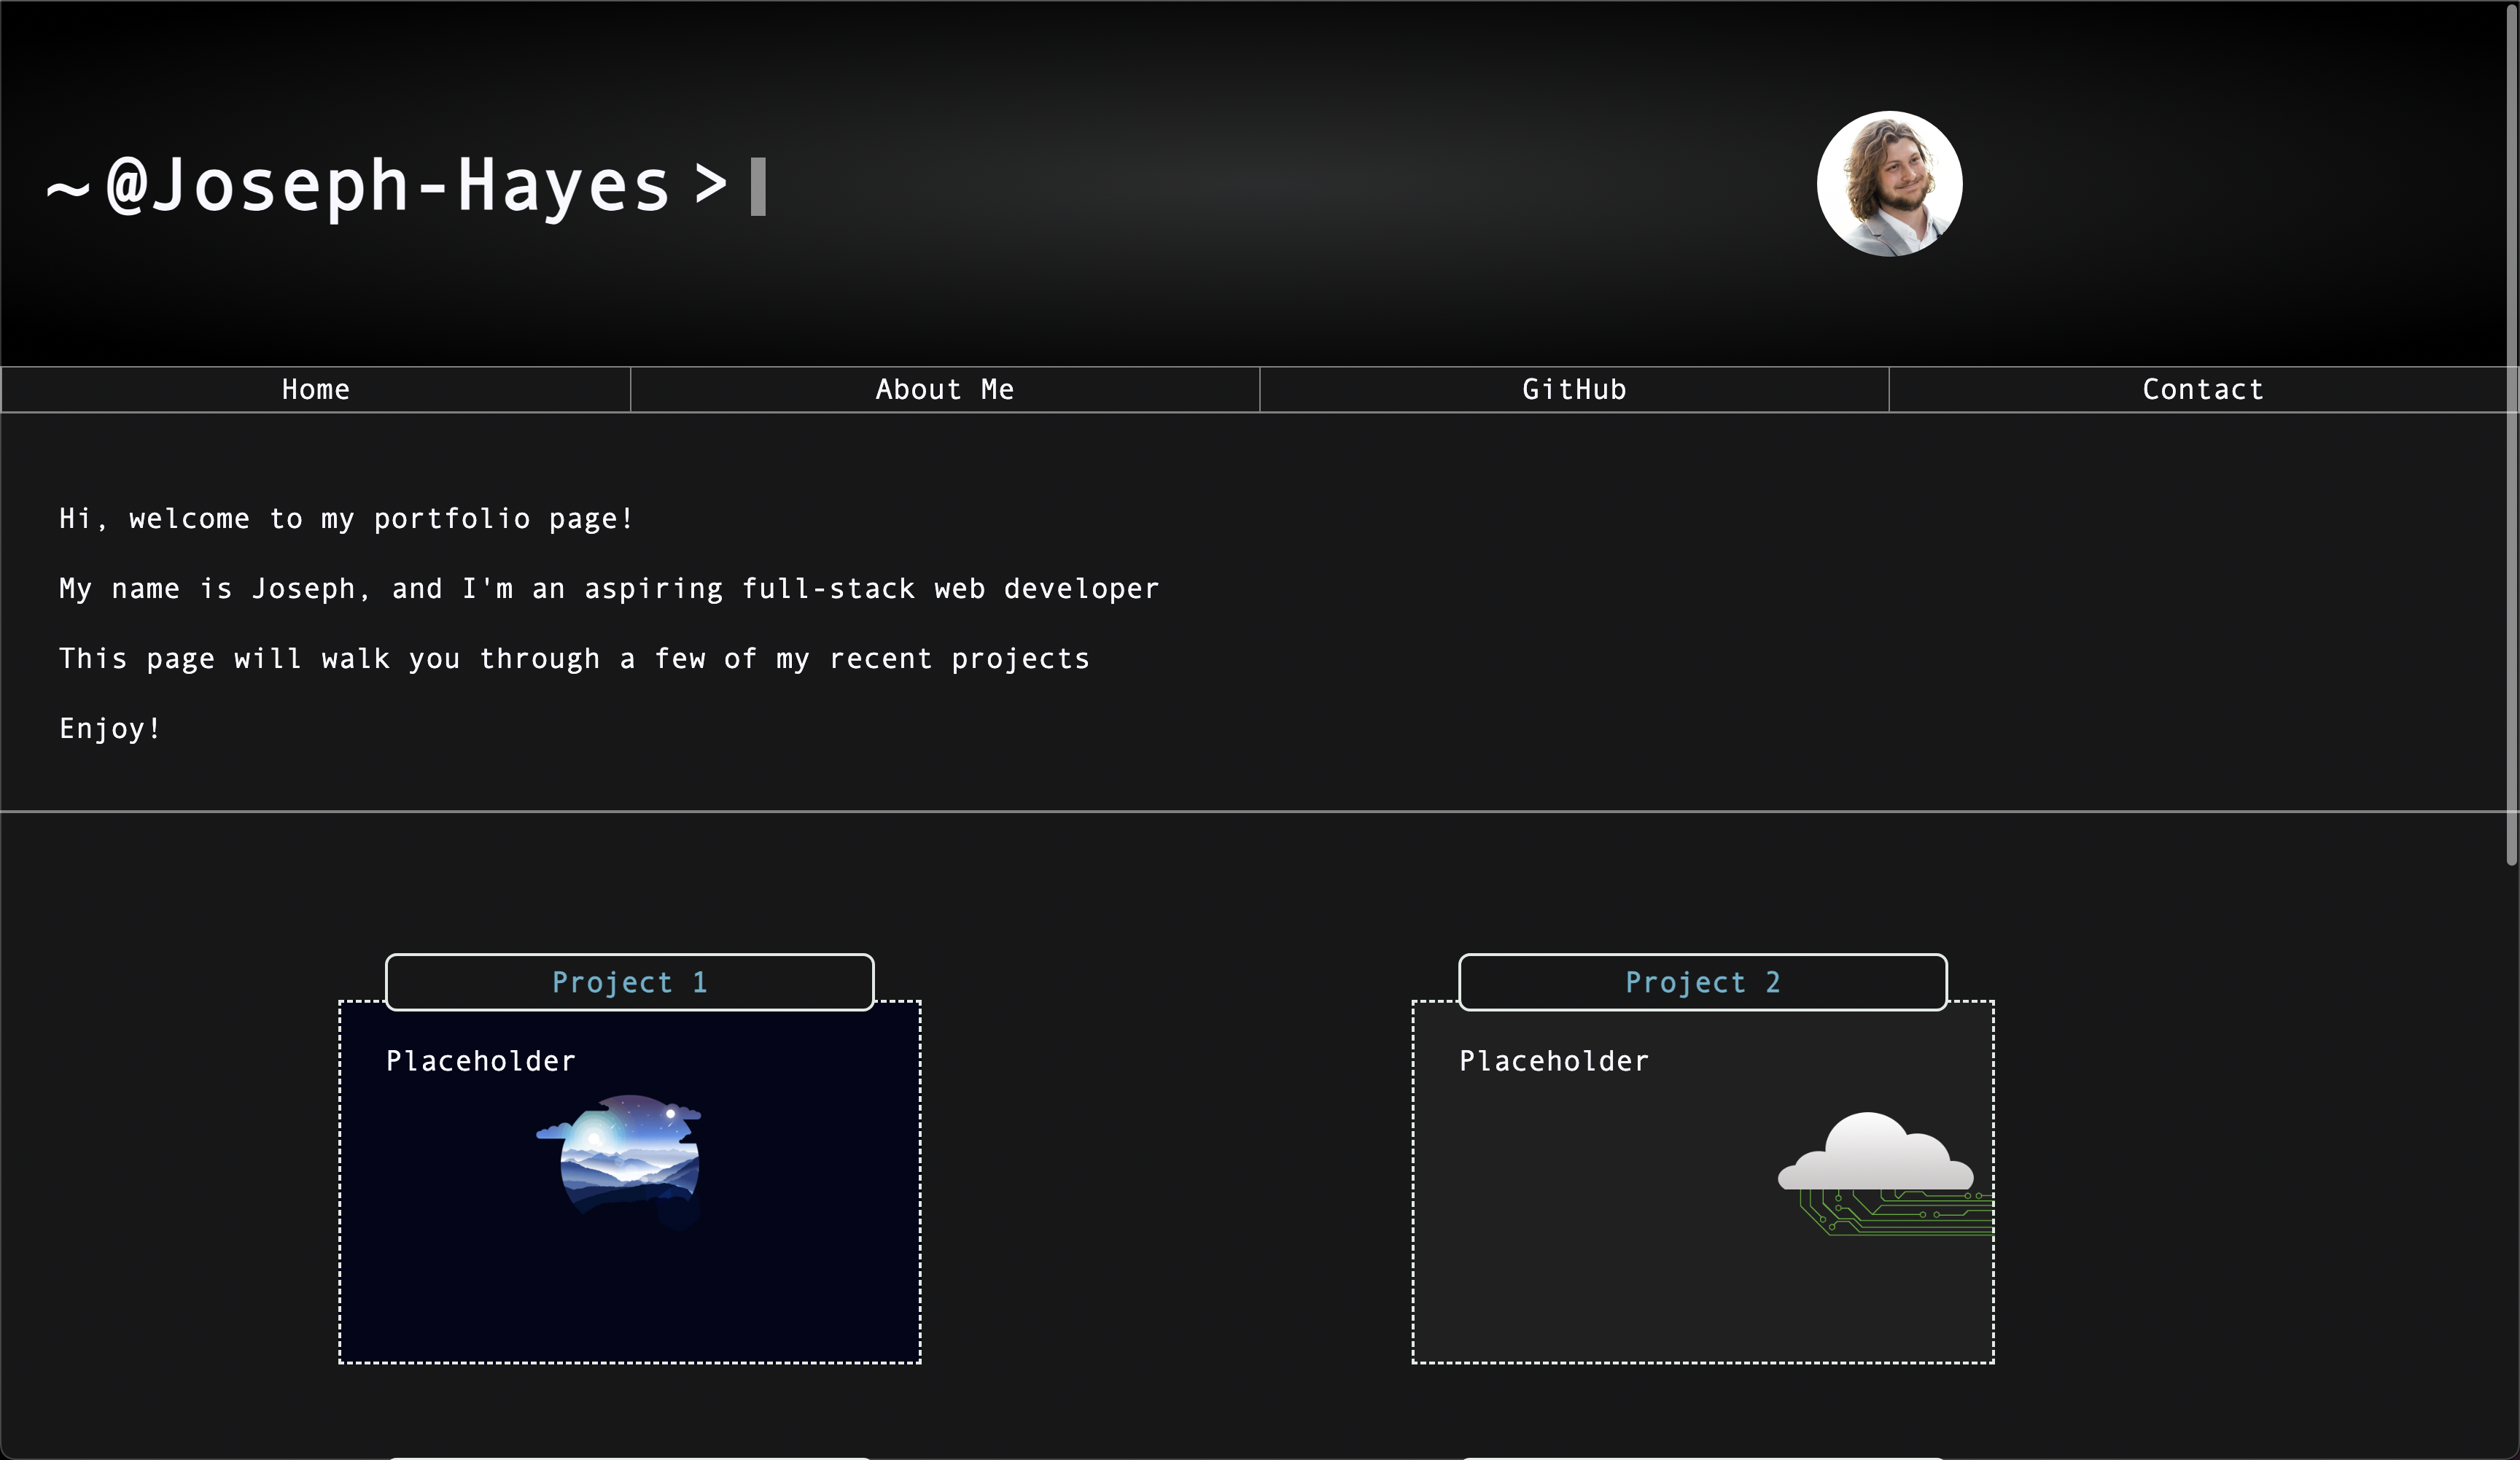 ~@Joseph-Hayes >
Home
About Me
GitHub
Contact
Hi, welcome to my portfolio page!
My name is Joseph, and I'm an aspiring full-stack web developer
This page will walk you through a few of my recent projects
Enjoy!
Project 1
Placeholder
Project 2
Placeholder